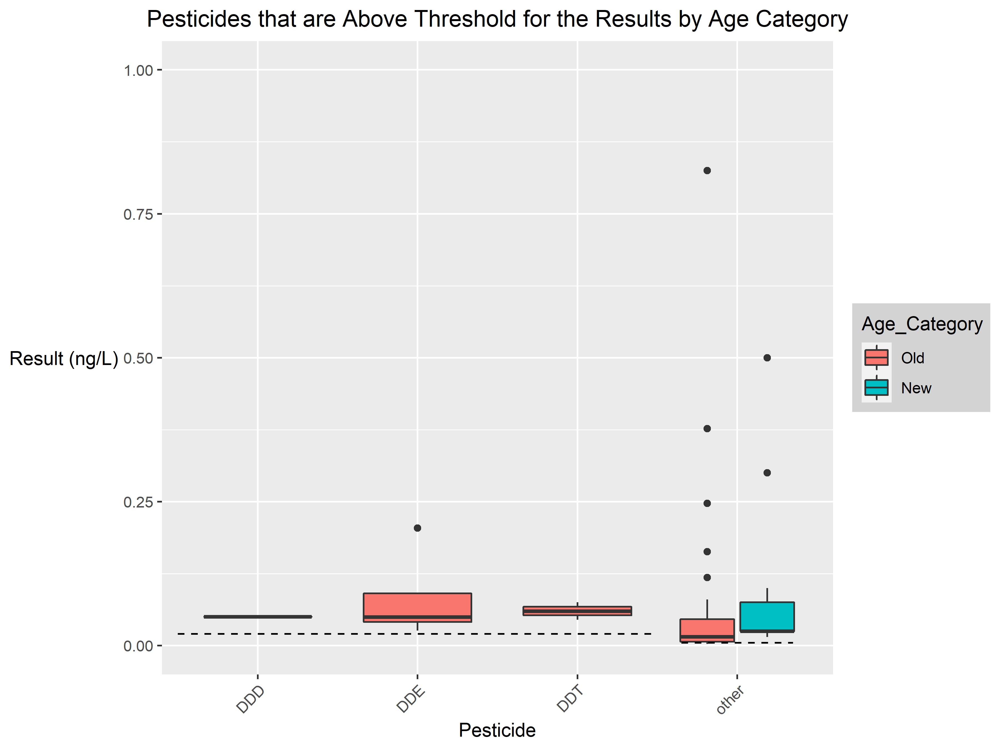 Pesticides that are Above Threshold for the Results by Age Category
1.00
0.75
Result (ng/L) 0.50
0.25
0.00
DDD
DDE
DDT
other
Pesticide
Age_Category
Old
New